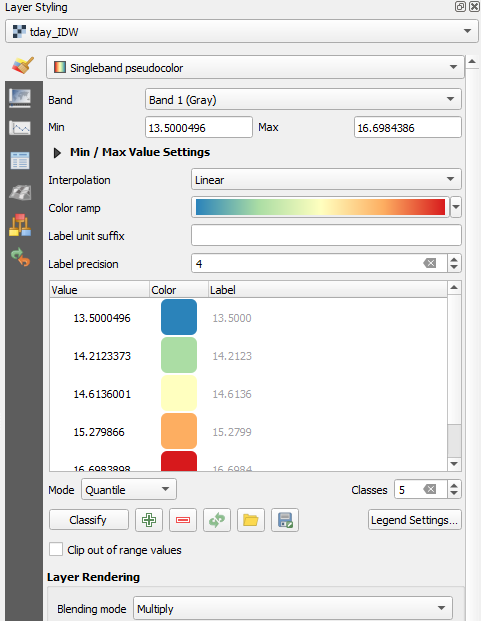 Layer Styling
tday_IDW
Singleband pseudocolor
Band Band 1 (Gray)
Min 13.5000496 Max 16.6984386
Min / Max Value Settings
Interpolation Linear
Color ramp
Label unit suffix
Label precision 4
Value Color Label
13.5000496 13.5000
14.2123373 14.2123
14.6136001 14.6136
15.279866 15.2799
16.6983898 16.6984
Mode Quantile Classes 5
Classify Legend Settings...
Clip out of range values
Layer Rendering
Blending mode Multiply